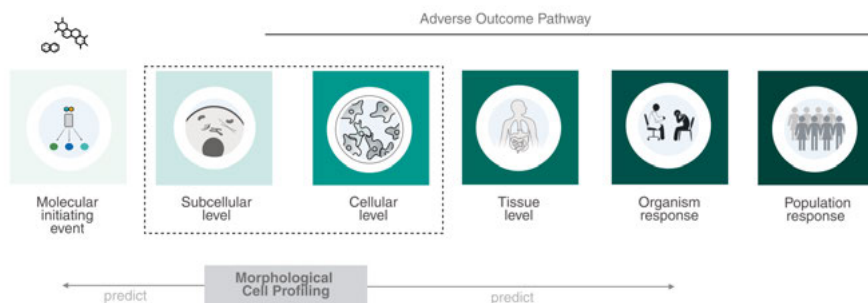 Adverse Outcome Pathway
Molecular
initiating
event
Subcellular
level
Cellular
level
Tissue
level
Organism
response
Population
response
Morphological
Cell Profiling
predict
predict